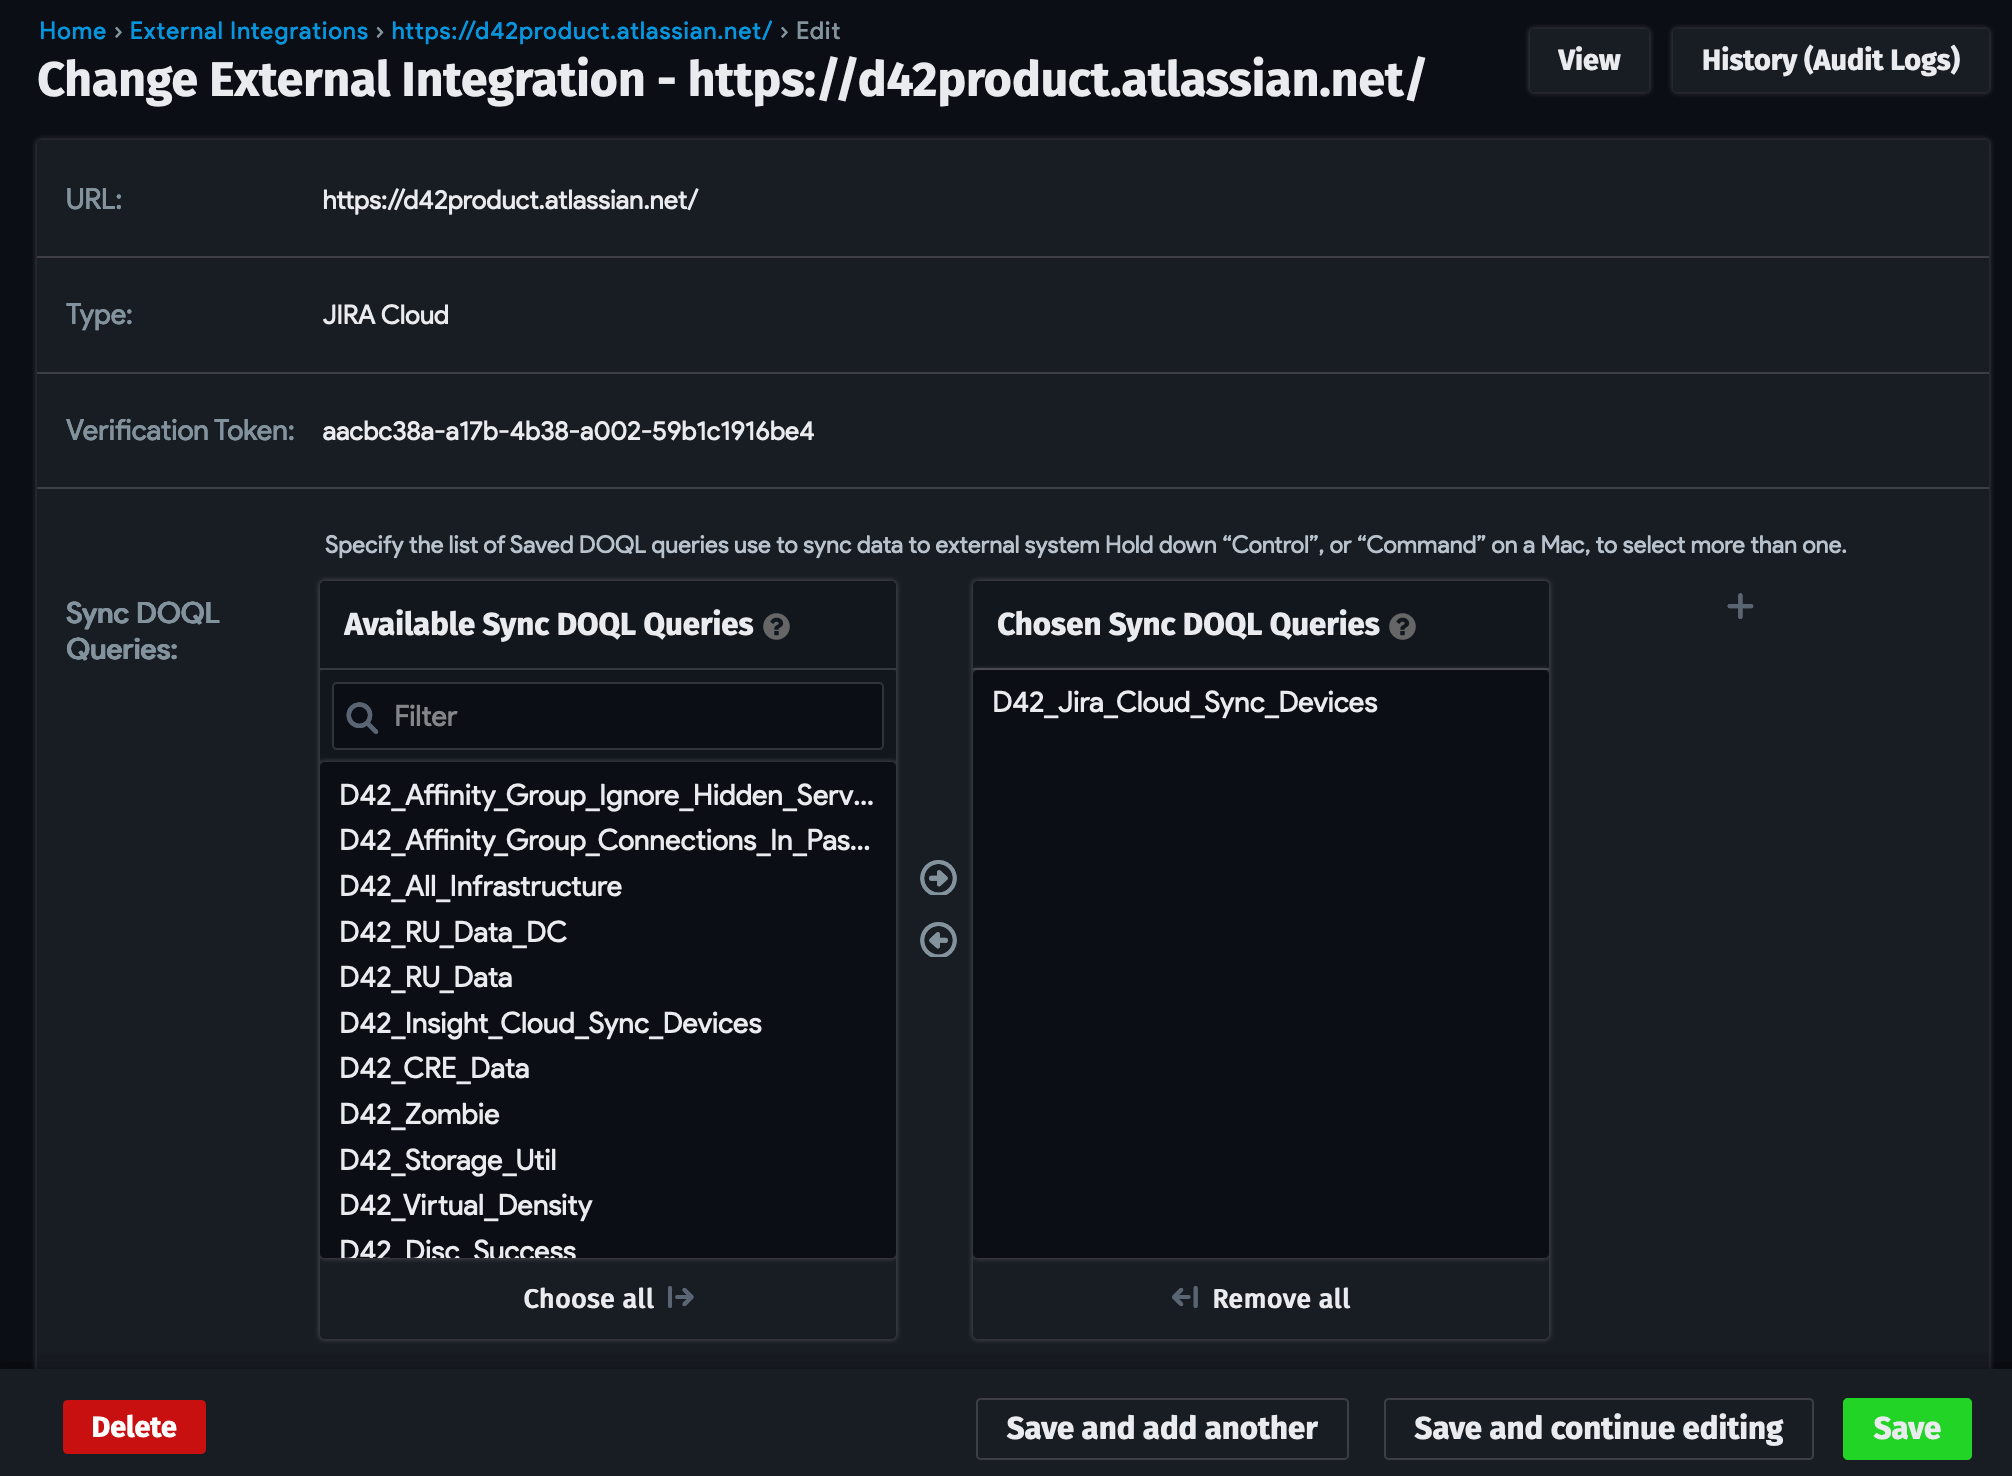 Home › External Integrations › https://d42product.atlassian.net/ › Edit
Change External Integration - https://d42product.atlassian.net/
View
History (Audit Logs)
URL: https://d42product.atlassian.net/
Type: JIRA Cloud
Verification Token: aacbc38a-a17b-4b38-a002-59b1c1916be4
Specify the list of Saved DOQL queries use to sync data to external system Hold down “Control”, or “Command” on a Mac, to select more than one.
Sync DOQL
Queries:
Available Sync DOQL Queries ?
Filter
D42_Affinity_Group_Ignore_Hidden_Serv...
D42_Affinity_Group_Connections_In_Pas...
D42_All_Infrastructure
D42_RU_Data_DC
D42_RU_Data
D42_Insight_Cloud_Sync_Devices
D42_CRE_Data
D42_Zombie
D42_Storage_Util
D42_Virtual_Density
D42_Disc_Success
Choose all
Chosen Sync DOQL Queries ?
D42_Jira_Cloud_Sync_Devices
Remove all
Delete
Save and add another
Save and continue editing
Save